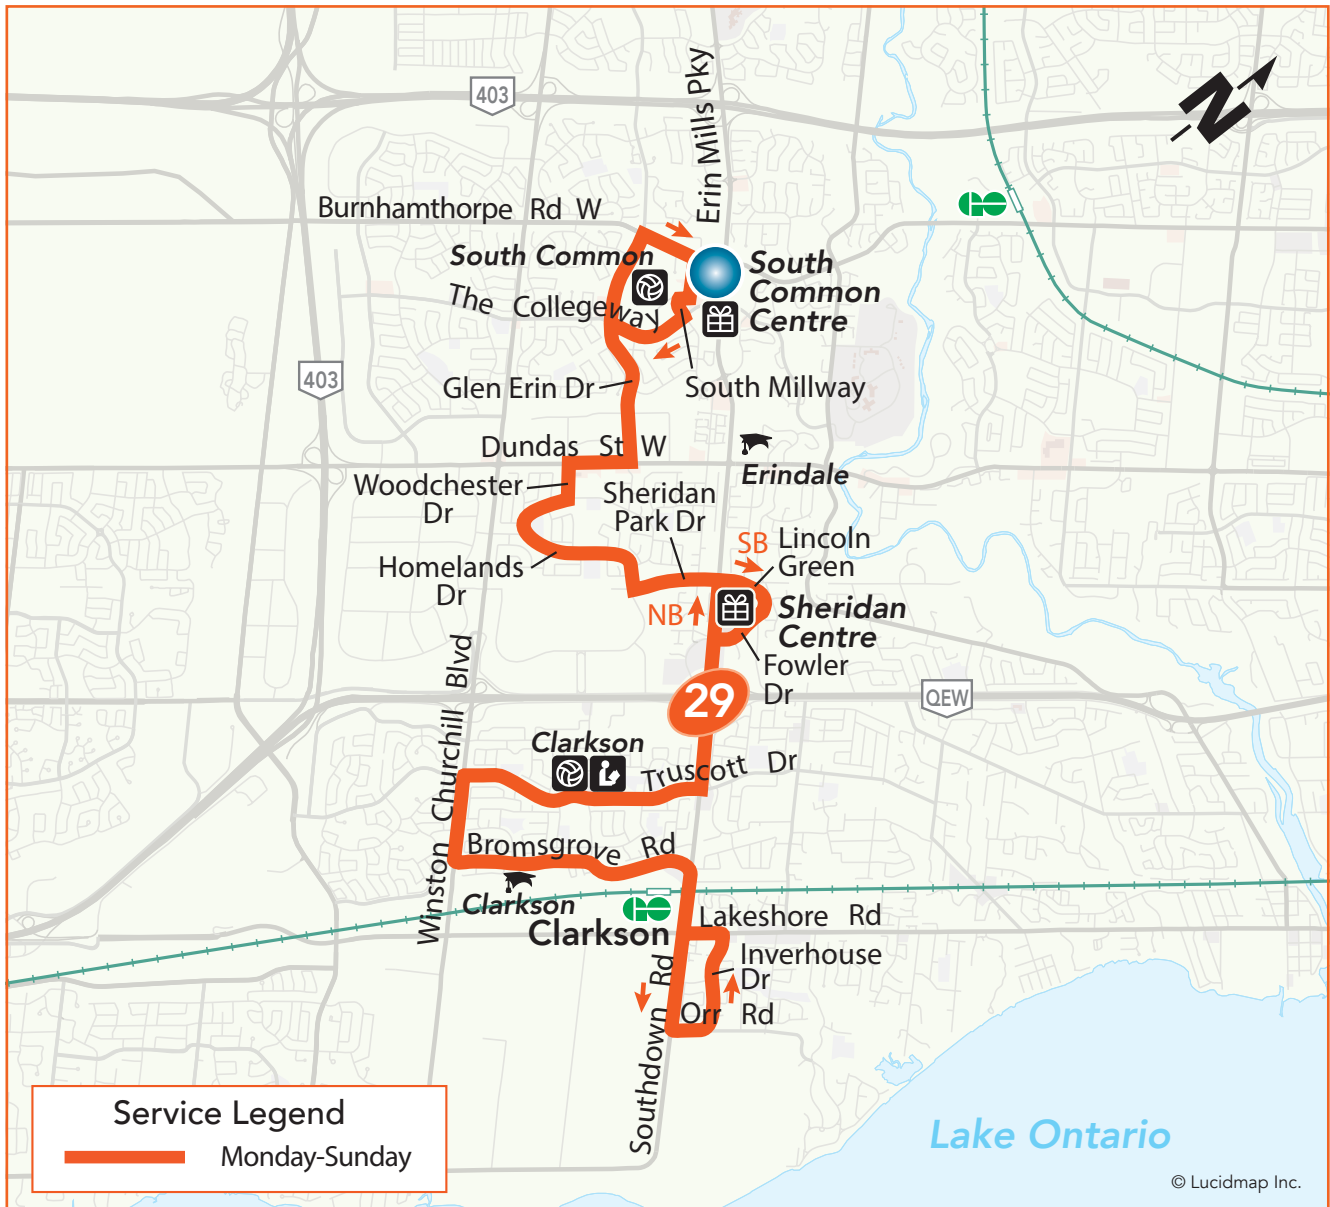 403
Erin Mills Pky
N
GO
Burnhamthorpe Rd W
South Common
The Collegeway
South
Common
Centre
403
Glen Erin Dr
South Millway
Dundas St W
Erindale
Woodchester
Dr
Sheridan
Park Dr
SB
Lincoln
Green
Homelands
Dr
NB
Sheridan
Centre
Fowler
Dr
29
QEW
Winston Churchill Blvd
Clarkson
Truscott Dr
Bromsgrove Rd
Clarkson
GO
Clarkson
Lakeshore Rd
Inverhouse
Dr
Orr Rd
Southdown Rd
Service Legend
Monday-Sunday
Lake Ontario
© Lucidmap Inc.